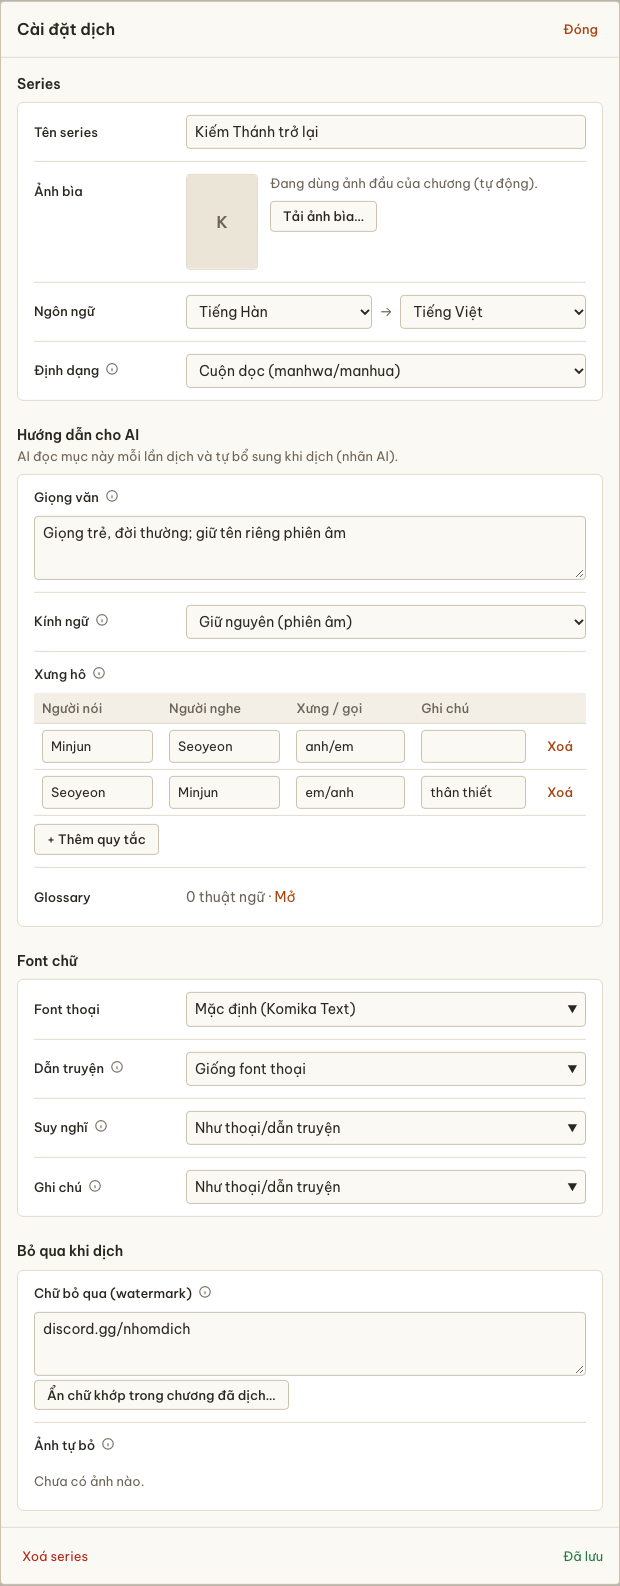 Cài đặt dịch
Đóng
Series
Tên series
Kiếm Thánh trở lại
Ảnh bìa
K
Đang dùng ảnh đầu của chương (tự động).
Tải ảnh bìa...
Ngôn ngữ
Tiếng Hàn → Tiếng Việt
Định dạng
Cuộn dọc (manhwa/manhua)
Hướng dẫn cho AI
AI đọc mục này mỗi lần dịch và tự bổ sung khi dịch (nhãn AI).
Giọng văn
Giọng trẻ, đời thường; giữ tên riêng phiên âm
Kính ngữ
Giữ nguyên (phiên âm)
Xưng hô
Người nói Người nghe Xưng / gọi Ghi chú
Minjun Seoyeon anh/em Xoá
Seoyeon Minjun em/anh thân thiết Xoá
+ Thêm quy tắc
Glossary
0 thuật ngữ · Mở
Font chữ
Font thoại
Mặc định (Komika Text)
Dẫn truyện
Giống font thoại
Suy nghĩ
Như thoại/dẫn truyện
Ghi chú
Như thoại/dẫn truyện
Bỏ qua khi dịch
Chữ bỏ qua (watermark)
discord.gg/nhomdich
Ẩn chữ khớp trong chương đã dịch...
Ảnh tự bỏ
Chưa có ảnh nào.
Xoá series
Đã lưu